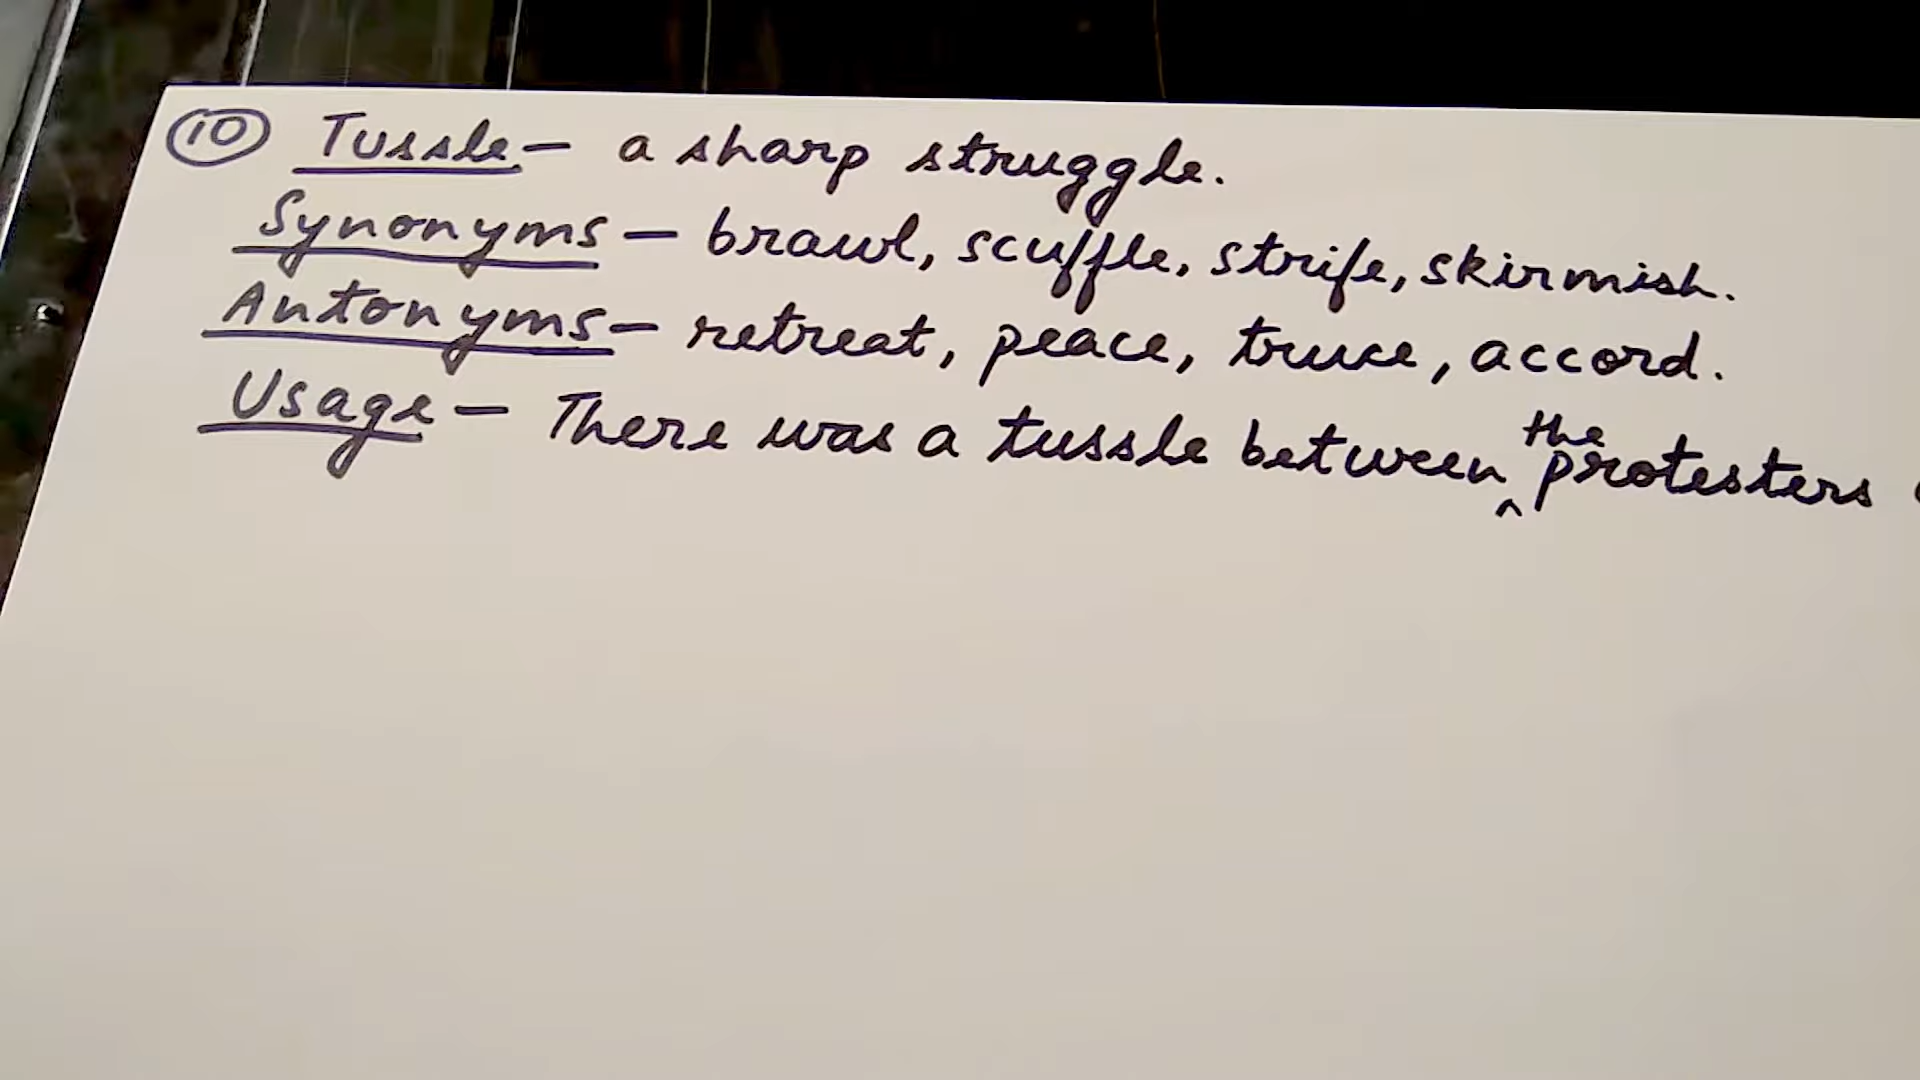 10 Tussle - a sharp struggle.
Synonyms - brawl, scuffle, strife, skirmish.
Antonyms - retreat, peace, truce, accord.
Usage - There was a tussle between the protesters